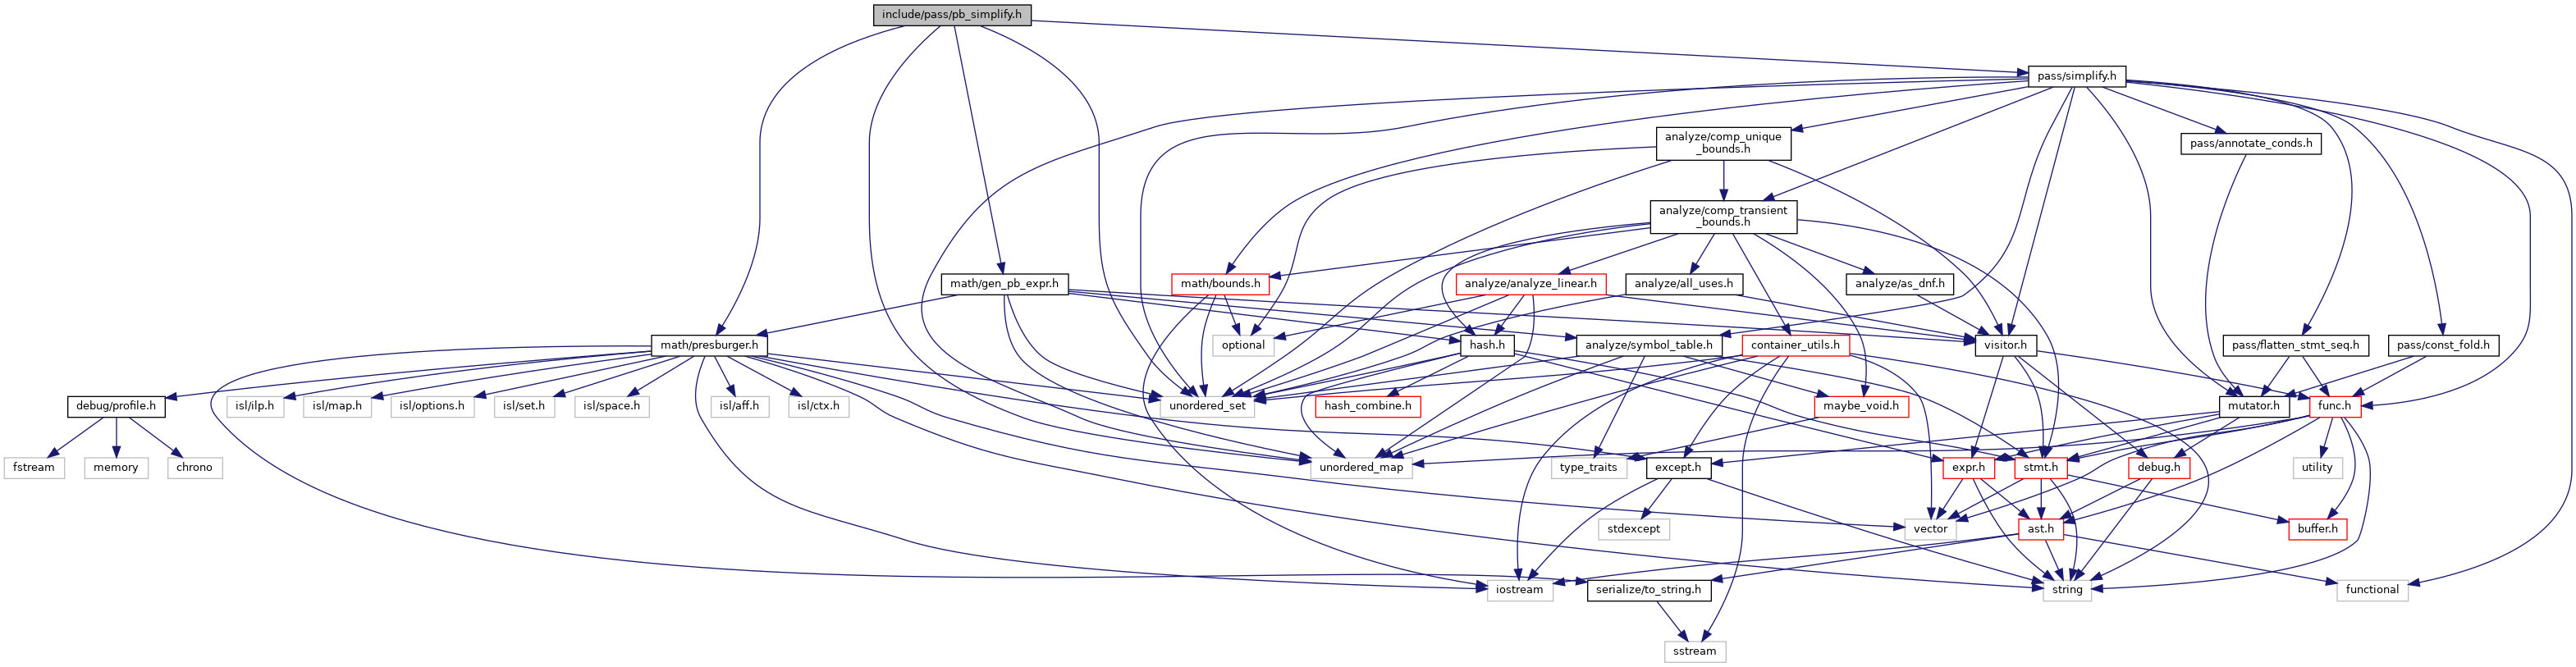 include/pass/pb_simplify.h
pass/simplify.h
analyze/comp_unique
_bounds.h
pass/annotate_conds.h
analyze/comp_transient
_bounds.h
math/gen_pb_expr.h
math/bounds.h
analyze/analyze_linear.h
analyze/all_uses.h
analyze/as_dnf.h
math/presburger.h
optional
hash.h
analyze/symbol_table.h
container_utils.h
visitor.h
pass/flatten_stmt_seq.h
pass/const_fold.h
debug/profile.h
isl/ilp.h
isl/map.h
isl/options.h
isl/set.h
isl/space.h
isl/aff.h
isl/ctx.h
unordered_set
hash_combine.h
maybe_void.h
mutator.h
func.h
fstream
memory
chrono
unordered_map
type_traits
except.h
expr.h
stmt.h
debug.h
utility
stdexcept
vector
ast.h
buffer.h
iostream
serialize/to_string.h
string
functional
sstream